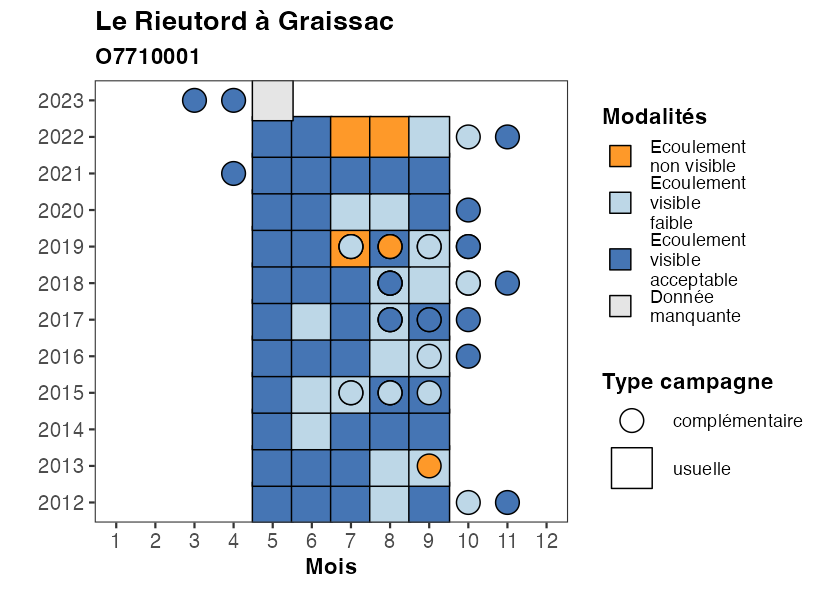 Le Rieutord à Graissac
O7710001
2023
2022
2021
2020
2019
2018
2017
2016
2015
2014
2013
2012
1 2 3 4 5 6 7 8 9 10 11 12
Mois
Modalités
Ecoulement
non visible
Ecoulement
visible
faible
Ecoulement
visible
acceptable
Donnée
manquante
Type campagne
complémentaire
usuelle